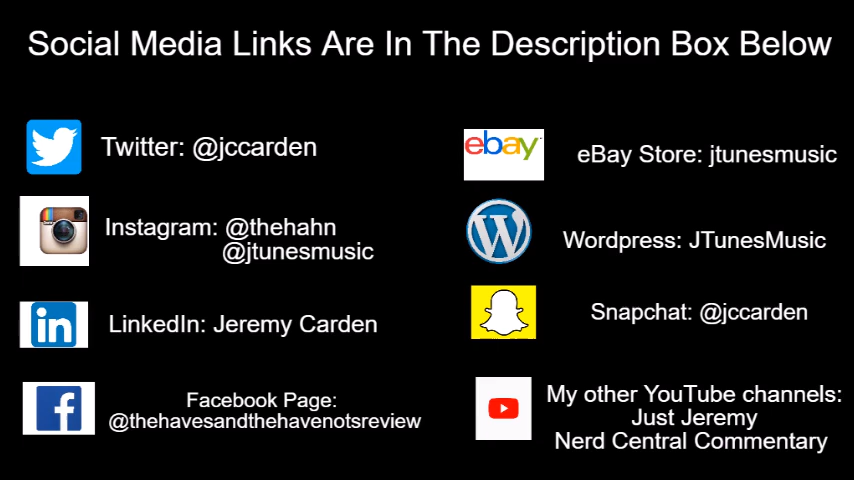 Social Media Links Are In The Description Box Below
Twitter: @jccarden
Instagram: @thehahn
@jtunesmusic
in
LinkedIn: Jeremy Carden
f
Facebook Page:
@thehavesandthehavenotsreview
ebay
eBay Store: jtunesmusic
W
Wordpress: JTunesMusic
Snapchat: @jccarden
My other YouTube channels:
Just Jeremy
Nerd Central Commentary